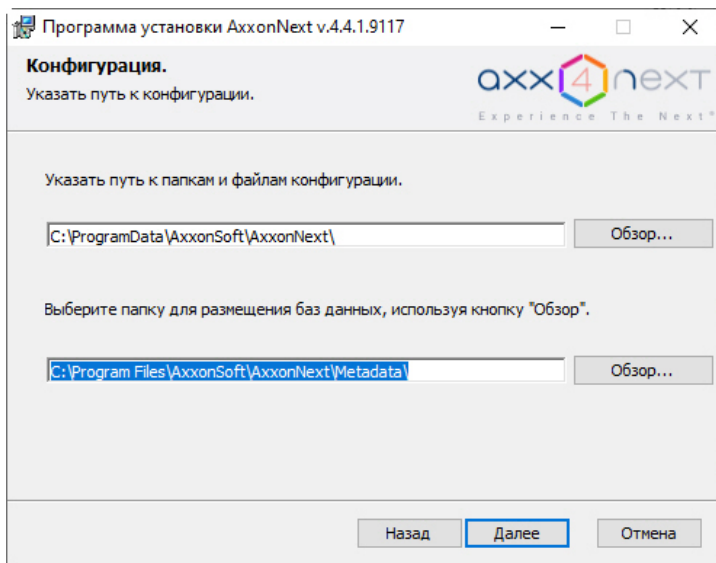 Программа установки AxxonNext v.4.4.1.9117
Конфигурация.
Указать путь к конфигурации.
axx4next
Experience The Next®
Указать путь к папкам и файлам конфигурации.
C:\ProgramData\AxxonSoft\AxxonNext\
Обзор...
Выберите папку для размещения баз данных, используя кнопку "Обзор".
C:\Program Files\AxxonSoft\AxxonNext\Metadata\
Обзор...
Назад
Далее
Отмена